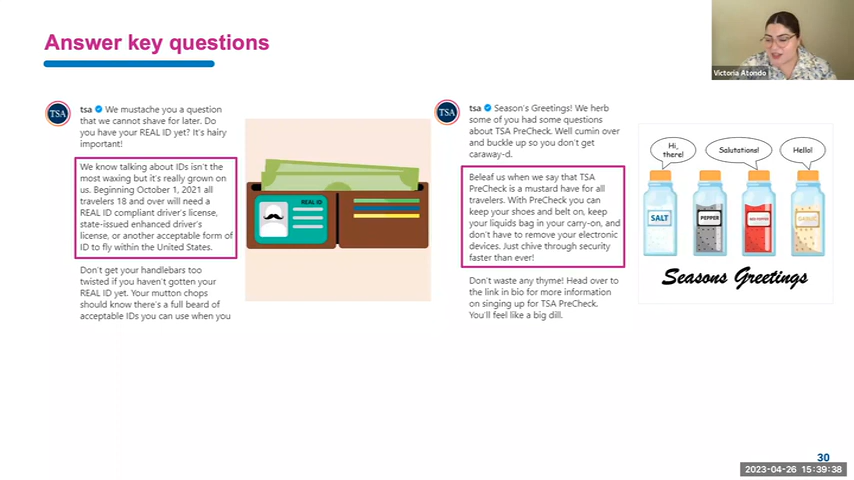 Answer key questions
Victoria Atondo
TSA
tsa We mustache you a question
that we cannot shave for later. Do
you have your REAL ID yet? It's hairy
important!
We know talking about IDs isn't the
most waxing but it's really grown on
us. Beginning October 1, 2021 all
travelers 18 and over will need a
REAL ID compliant driver's license,
state-issued enhanced driver's
license, or another acceptable form of
ID to fly within the United States.
Don't get your handlebars too
twisted if you haven't gotten your
REAL ID yet. Your mutton chops
should know there's a full beard of
acceptable IDs you can use when you
REAL ID
TSA
tsa Season's Greetings! We herb
some of you had some questions
about TSA PreCheck. Well cumin over
and buckle up so you don't get
caraway-d.
Beleaf us when we say that TSA
PreCheck is a mustard have for all
travelers. With PreCheck you can
keep your shoes and belt on, keep
your liquids bag in your carry-on, and
don't have to remove your electronic
devices. Just chive through security
faster than ever!
Don't waste any thyme! Head over to
the link in bio for more information
on singing up for TSA PreCheck.
You'll feel like a big dill.
Hi,
there!
Salutations!
Hello!
SALT
PEPPER
RED PEPPER
GARLIC
Seasons Greetings
30
2023-04-26 15:39:38